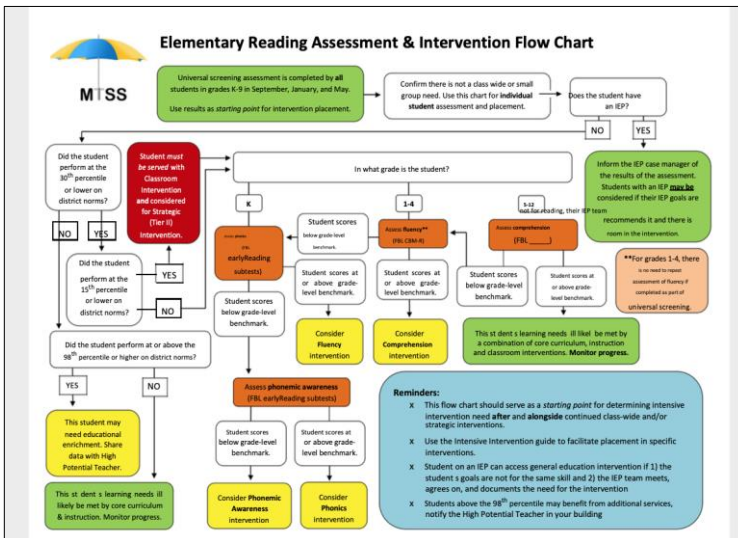 Elementary Reading Assessment & Intervention Flow Chart
MTSS
Universal screening assessment is completed by all
students in grades K-9 in September, January, and May.
Use results as starting point for intervention placement.
Confirm there is not a class wide or small
group need. Use this chart for individual
student assessment and placement.
Does the student have
an IEP?
NO
YES
Did the student
perform at the
30th percentile
or lower on
district norms?
Student must
be served with
Classroom
Intervention
and considered
for Strategic
(Tier II)
Intervention.
In what grade is the student?
Inform the IEP case manager of
the results of the assessment.
Students with an IEP may be
considered if their IEP goals are
not for reading, their IEP team
recommends it and there is
room in the intervention.
K
1-4
5-12
NO
YES
Student scores
below grade level
benchmark.
Assess fluency**
(FBL CBM-R)
Assess comprehension
(FBL _____)
(FBL
earlyReading
subtests)
Did the student
perform at the
15th percentile
or lower on
district norms?
YES
NO
Student scores
at or above
grade-level
benchmark.
Student scores at
or above grade-
level benchmark.
Student scores
below grade level
benchmark.
Student scores at
or above grade-
level benchmark.
**For grades 1-4, there
is no need to repeat
assessment of fluency if
completed as part of
universal screening.
Student scores
below grade-level
benchmark.
Consider
Fluency
intervention
Consider
Comprehension
intervention
This st dent s learning needs ill likel be met by
a combination of core curriculum, instruction
and classroom interventions. Monitor progress.
Did the student perform at or above the
98th percentile or higher on district norms?
YES
NO
Assess phonemic awareness
(FBL earlyReading subtests)
This student may
need educational
enrichment. Share
data with High
Potential Teacher.
Student scores
below grade-level
benchmark.
Student scores at
or above grade-
level benchmark.
This st dent s learning needs ill
likely be met by core curriculum
& instruction. Monitor progress.
Consider Phonemic
Awareness
intervention
Consider
Phonics
intervention
Reminders:
x This flow chart should serve as a starting point for determining intensive
intervention need after and alongside continued class-wide and/or
strategic interventions.
x Use the Intensive Intervention guide to facilitate placement in specific
interventions.
x Student on an IEP can access general education intervention if 1) the
student s goals are not for the same skill and 2) the IEP team meets,
agrees on, and documents the need for the intervention
x Students above the 98th percentile may benefit from additional services,
notify the High Potential Teacher in your building